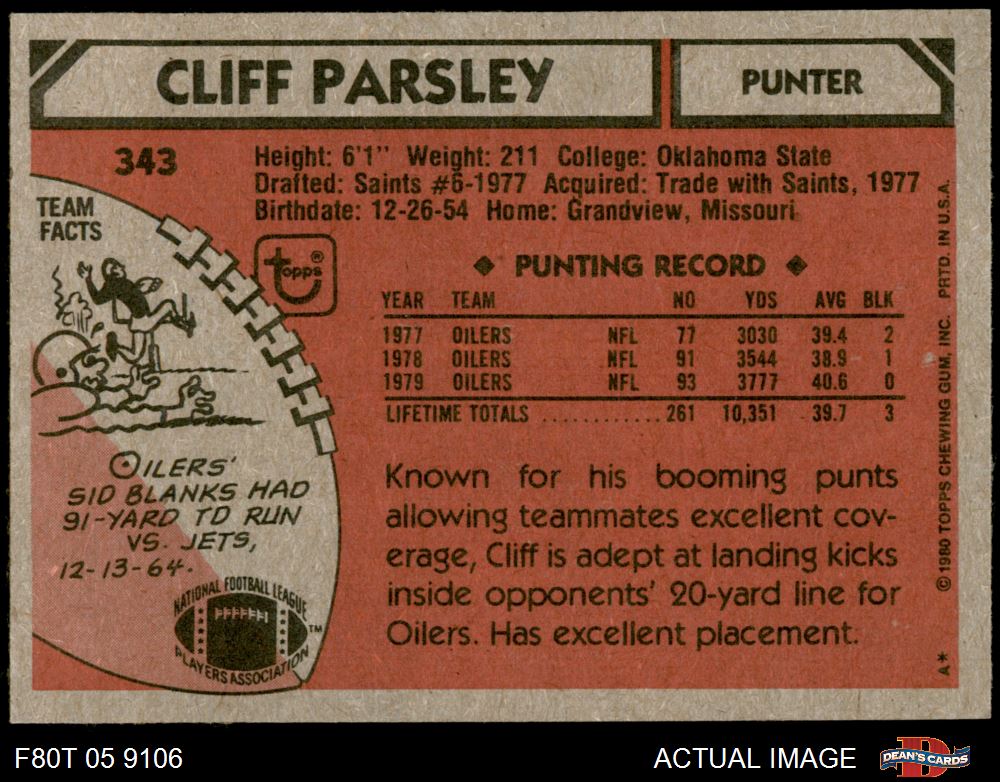 CLIFF PARSLEY
PUNTER
343
Height: 6'1" Weight: 211 College: Oklahoma State
Drafted: Saints #6-1977 Acquired: Trade with Saints, 1977
Birthdate: 12-26-54 Home: Grandview, Missouri
TEAM
FACTS
topps®
◆ PUNTING RECORD ◆
YEAR TEAM NO YDS AVG BLK
1977 OILERS NFL 77 3030 39.4 2
1978 OILERS NFL 91 3544 38.9 1
1979 OILERS NFL 93 3777 40.6 0
LIFETIME TOTALS ............ 261 10,351 39.7 3
OILERS'
SID BLANKS HAD
91-YARD TD RUN
VS. JETS,
12-13-64.
NATIONAL FOOTBALL LEAGUE
PLAYERS ASSOCIATION
™
Known for his booming punts
allowing teammates excellent cov-
erage, Cliff is adept at landing kicks
inside opponents' 20-yard line for
Oilers. Has excellent placement.
© 1980 TOPPS CHEWING GUM, INC. PRTD. IN U.S.A.
A*
F80T 05 9106
ACTUAL IMAGE
DEAN'S CARDS